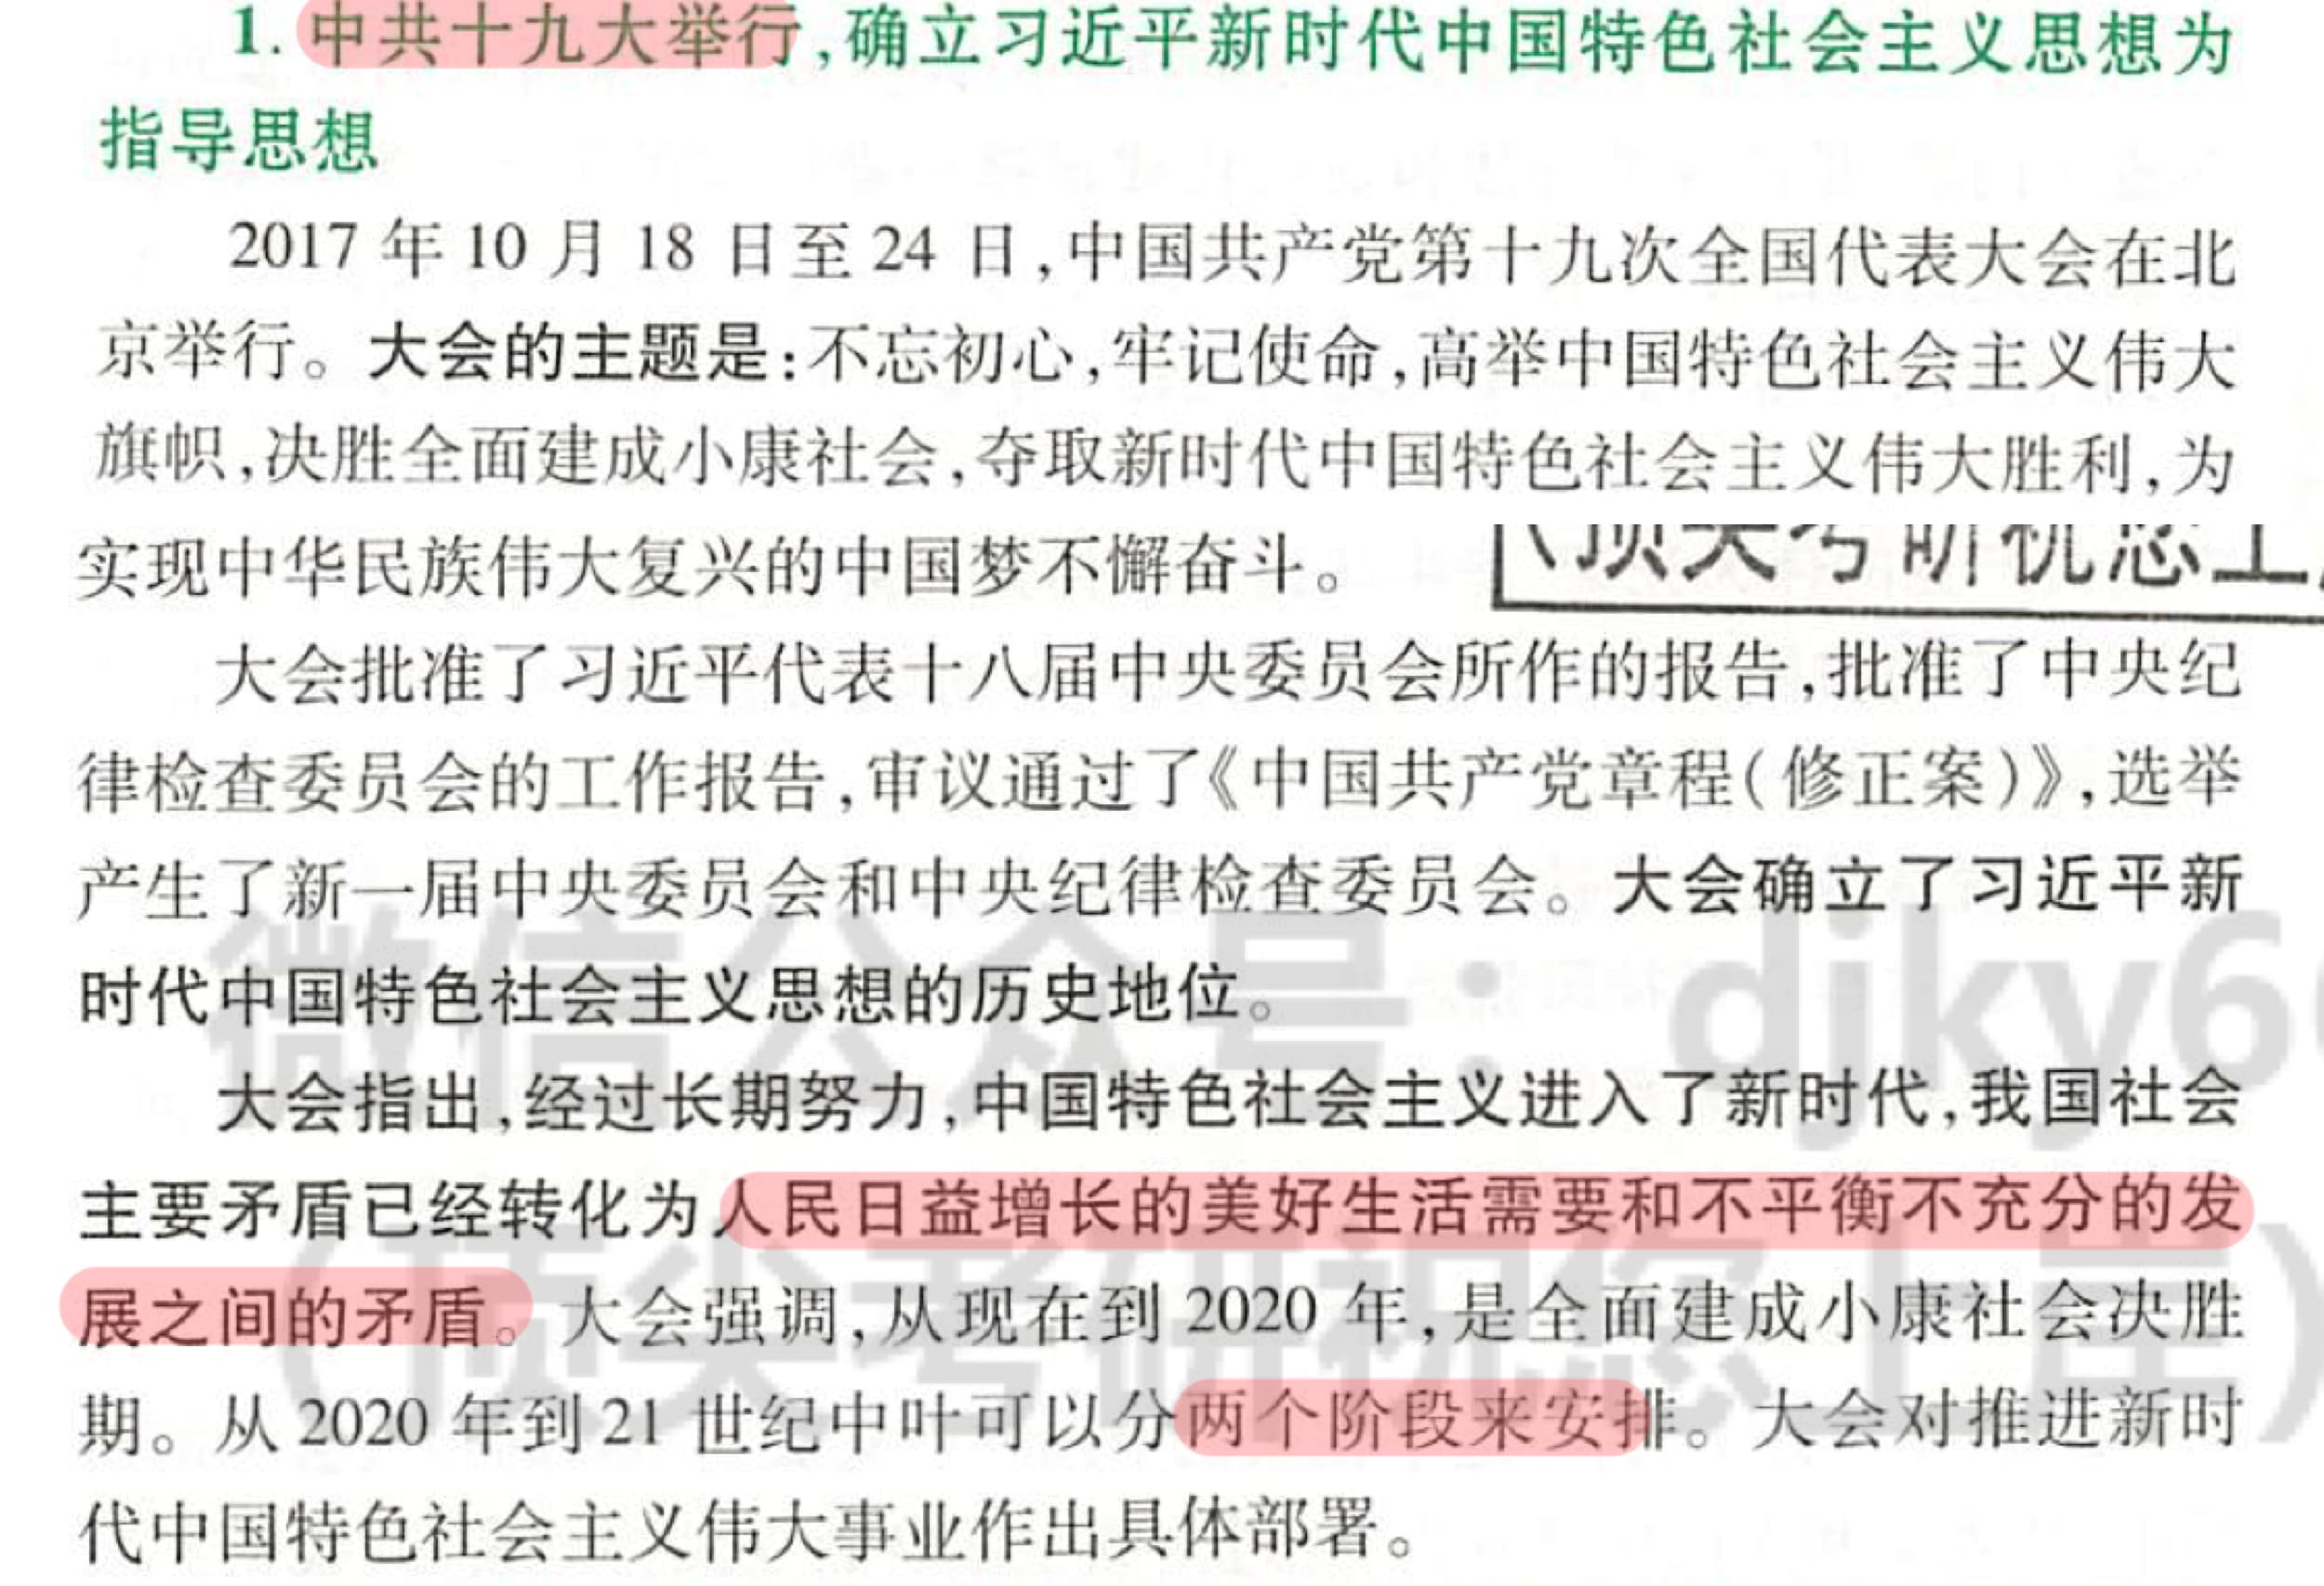 1. 中共十九大举行,确立习近平新时代中国特色社会主义思想为
指导思想
2017 年 10 月 18 日至 24 日,中国共产党第十九次全国代表大会在北
京举行。大会的主题是:不忘初心,牢记使命,高举中国特色社会主义伟大
旗帜,决胜全面建成小康社会,夺取新时代中国特色社会主义伟大胜利,为
实现中华民族伟大复兴的中国梦不懈奋斗。
大会批准了习近平代表十八届中央委员会所作的报告,批准了中央纪
律检查委员会的工作报告,审议通过了《中国共产党章程(修正案)》,选举
产生了新一届中央委员会和中央纪律检查委员会。大会确立了习近平新
时代中国特色社会主义思想的历史地位。
微信公众号: djky6
大会指出,经过长期努力,中国特色社会主义进入了新时代,我国社会
主要矛盾已经转化为人民日益增长的美好生活需要和不平衡不充分的发
展之间的矛盾。大会强调,从现在到 2020 年,是全面建成小康社会决胜
(顶尖考研祝您上岸)
期。从 2020 年到 21 世纪中叶可以分两个阶段来安排。大会对推进新时
代中国特色社会主义伟大事业作出具体部署。